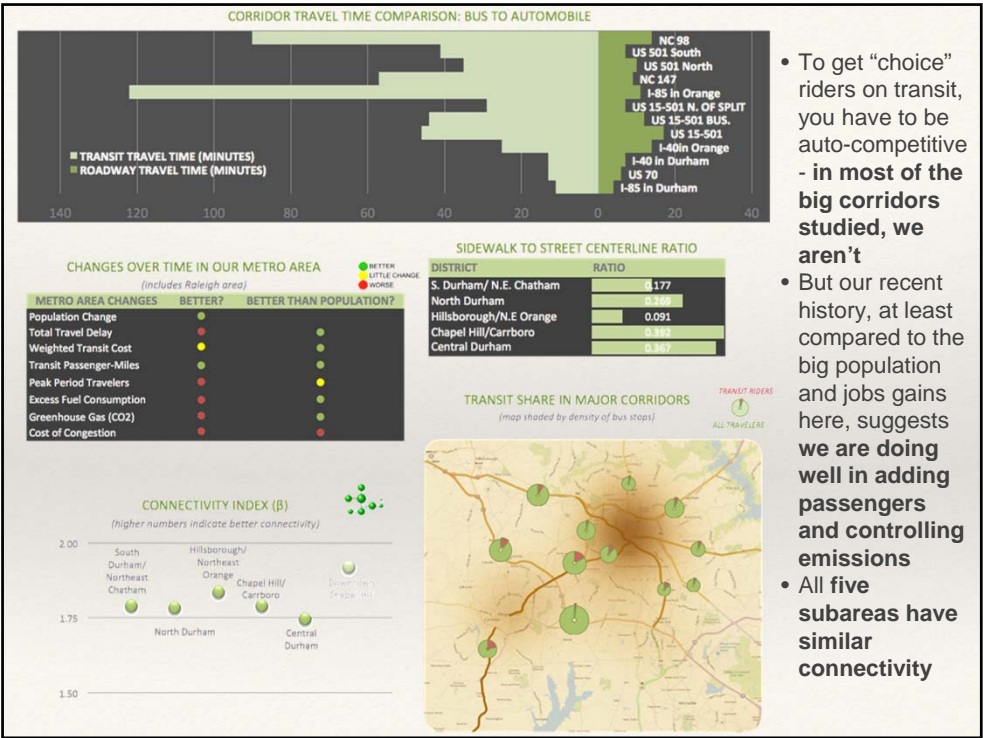 CORRIDOR TRAVEL TIME COMPARISON: BUS TO AUTOMOBILE
NC 98
US 501 South
US 501 North
NC 147
I-85 in Orange
US 15-501 N. OF SPLIT
US 15-501 BUS.
US 15-501
I-40in Orange
I-40 in Durham
US 70
I-85 in Durham
TRANSIT TRAVEL TIME (MINUTES)
ROADWAY TRAVEL TIME (MINUTES)
140 120 100 80 60 40 20 0 20 40
CHANGES OVER TIME IN OUR METRO AREA
(includes Raleigh area)
BETTER
LITTLE CHANGE
WORSE
METRO AREA CHANGES BETTER? BETTER THAN POPULATION?
Population Change
Total Travel Delay
Weighted Transit Cost
Transit Passenger-Miles
Peak Period Travelers
Excess Fuel Consumption
Greenhouse Gas (CO2)
Cost of Congestion
SIDEWALK TO STREET CENTERLINE RATIO
DISTRICT RATIO
S. Durham/ N.E. Chatham 0.177
North Durham 0.269
Hillsborough/N.E Orange 0.091
Chapel Hill/Carrboro 0.392
Central Durham 0.367
TRANSIT SHARE IN MAJOR CORRIDORS
(map shaded by density of bus stops)
TRANSIT RIDERS
ALL TRAVELERS
CONNECTIVITY INDEX (β)
(higher numbers indicate better connectivity)
2.00
1.75
1.50
South
Durham/
Northeast
Chatham
North Durham
Hillsborough/
Northeast
Orange
Chapel Hill/
Carrboro
Central
Durham
• To get “choice”
riders on transit,
you have to be
auto-competitive
- in most of the
big corridors
studied, we
aren’t
• But our recent
history, at least
compared to the
big population
and jobs gains
here, suggests
we are doing
well in adding
passengers
and controlling
emissions
• All five
subareas have
similar
connectivity